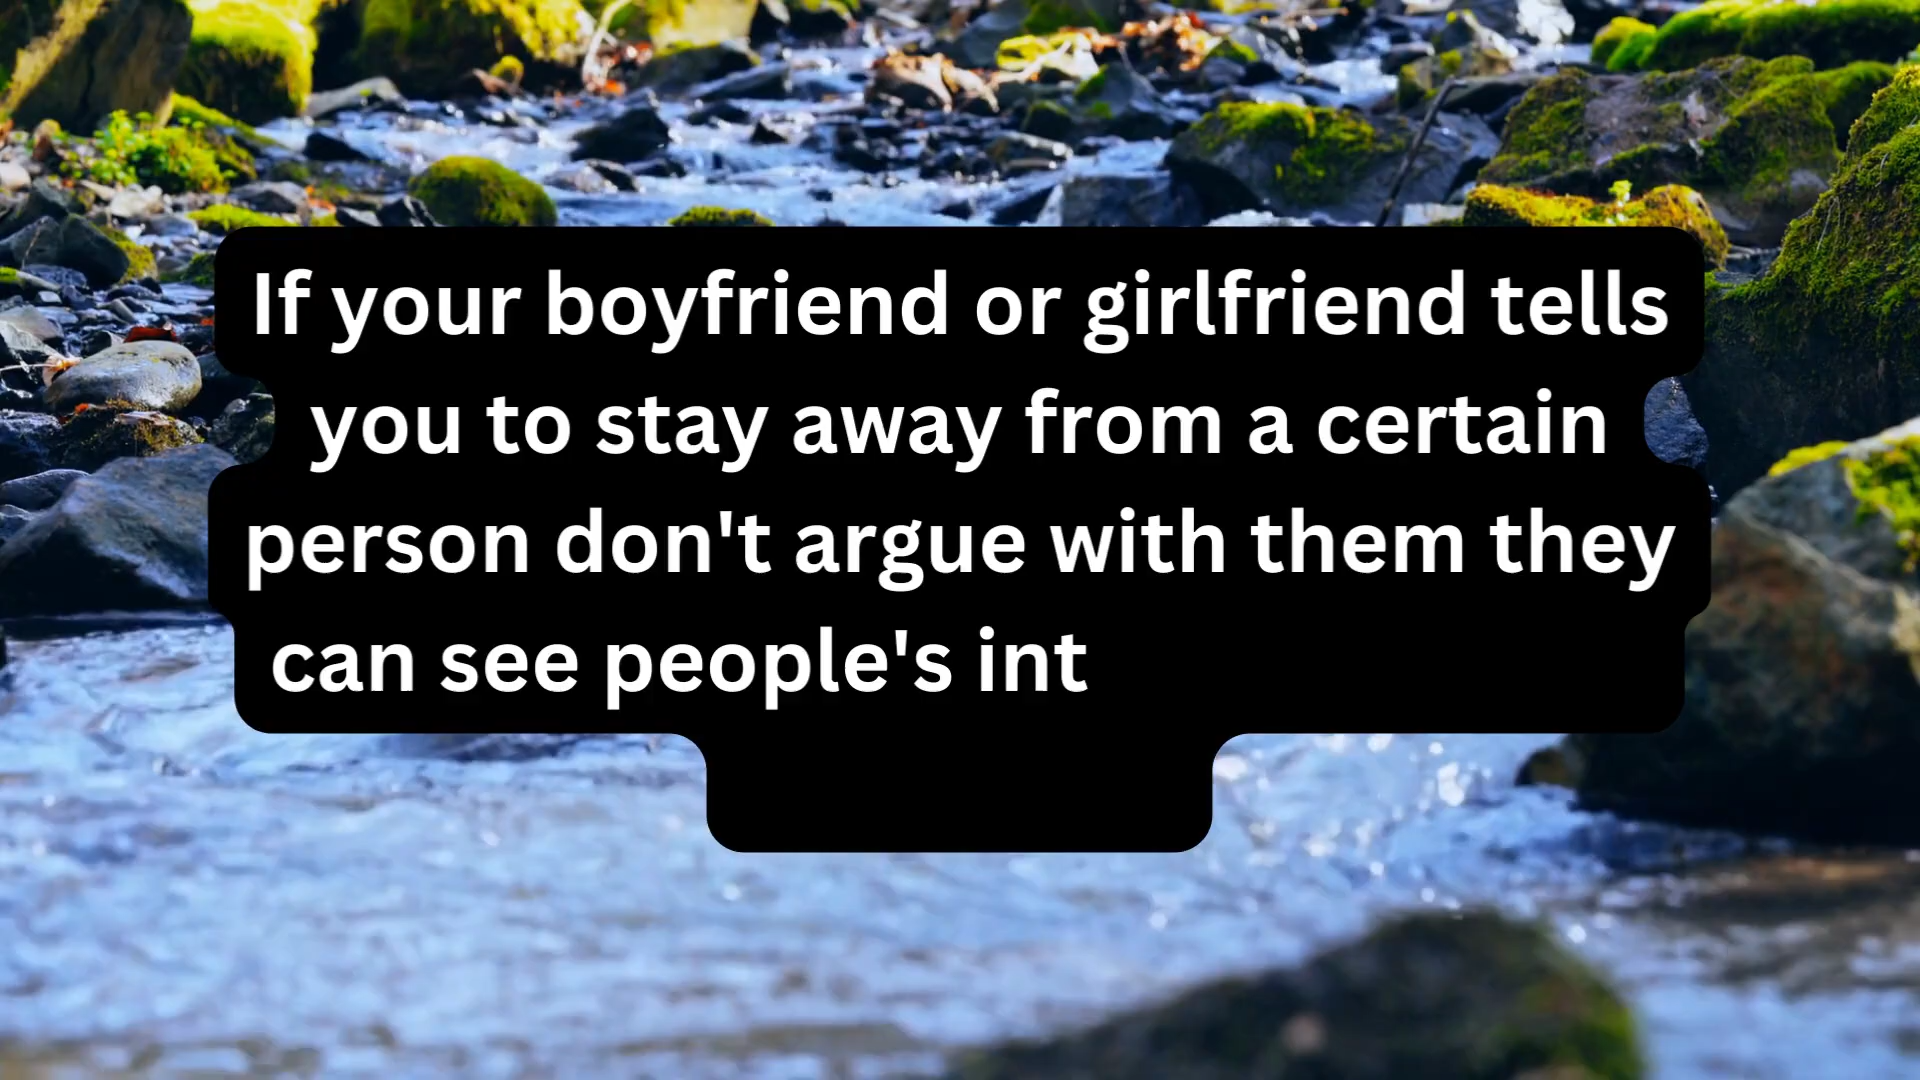 If your boyfriend or girlfriend tells
you to stay away from a certain
person don't argue with them they
can see people's int